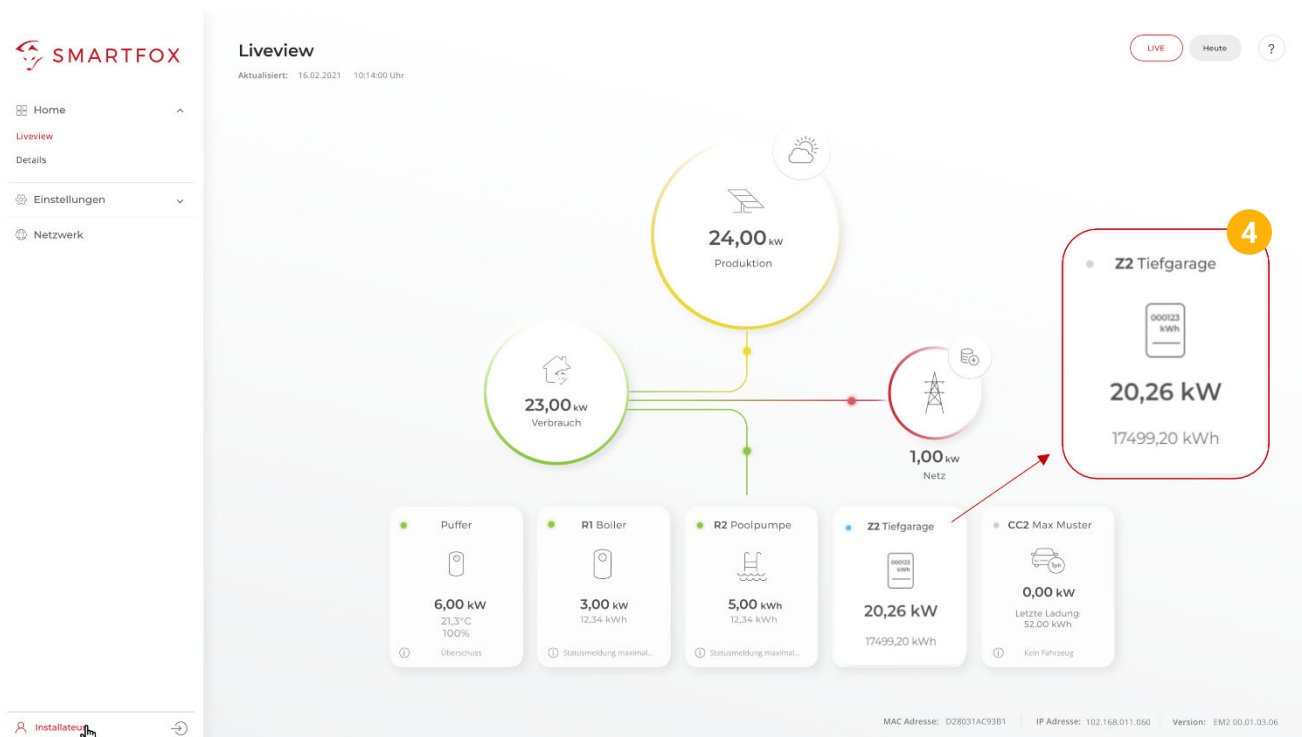 SMARTFOX
Home
Liveview
Details
Einstellungen
Netzwerk
Installateur
Liveview
Aktualisiert: 16.02.2021 10:14:00 Uhr
LIVE
Heute
?
24,00 kW
Produktion
23,00 kW
Verbrauch
1,00 kW
Netz
4
Z2 Tiefgarage
000123
kWh
20,26 kW
17499,20 kWh
Puffer
6,00 kW
21,3°C
100%
Überschuss
R1 Boiler
3,00 kW
12,34 kWh
Statusmeldung maximal...
R2 Poolpumpe
5,00 kWh
12,34 kWh
Statusmeldung maximal...
Z2 Tiefgarage
000123
kWh
20,26 kW
17499,20 kWh
CC2 Max Muster
1ph
0,00 kW
Letzte Ladung:
52,00 kWh
Kein Fahrzeug
MAC Adresse: D28031AC93B1 IP Adresse: 102.168.011.060 Version: EM2 00.01.03.06